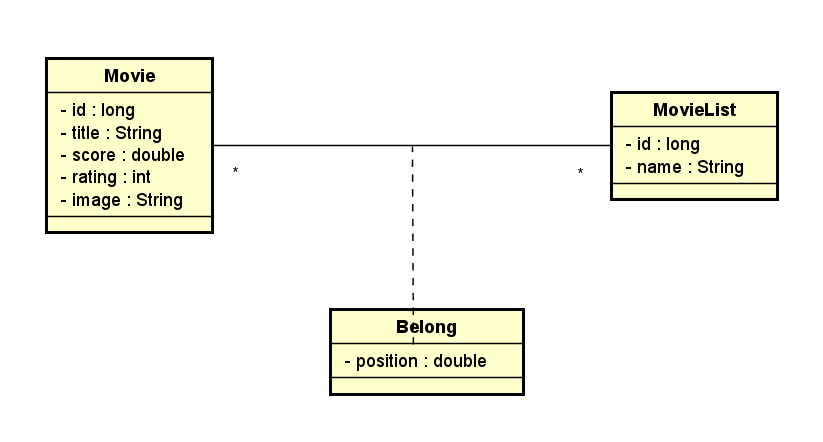 Movie
- id : long
- title : String
- score : double
- rating : int
- image : String
*
*
MovieList
- id : long
- name : String
Belong
- position : double